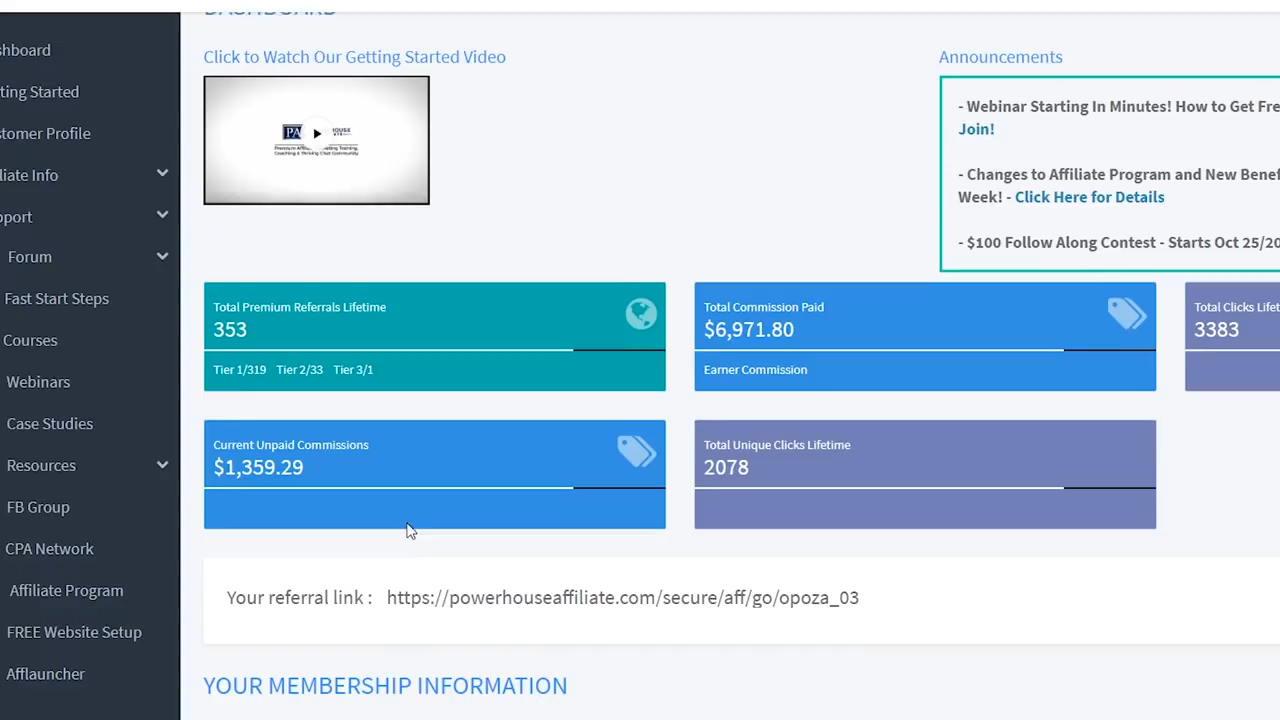 DASHBOARD
shboard
ting Started
stomer Profile
liate Info
pport
Forum
Fast Start Steps
Courses
Webinars
Case Studies
Resources
FB Group
CPA Network
Affiliate Program
FREE Website Setup
Afflauncher
Click to Watch Our Getting Started Video
PA HOUSE
Announcements
- Webinar Starting In Minutes! How to Get Fre
Join!
- Changes to Affiliate Program and New Benef
Week! - Click Here for Details
- $100 Follow Along Contest - Starts Oct 25/20
Total Premium Referrals Lifetime
353
Tier 1/319 Tier 2/33 Tier 3/1
Total Commission Paid
$6,971.80
Earner Commission
Total Clicks Lifet
3383
Current Unpaid Commissions
$1,359.29
Total Unique Clicks Lifetime
2078
Your referral link : https://powerhouseaffiliate.com/secure/aff/go/opoza_03
YOUR MEMBERSHIP INFORMATION